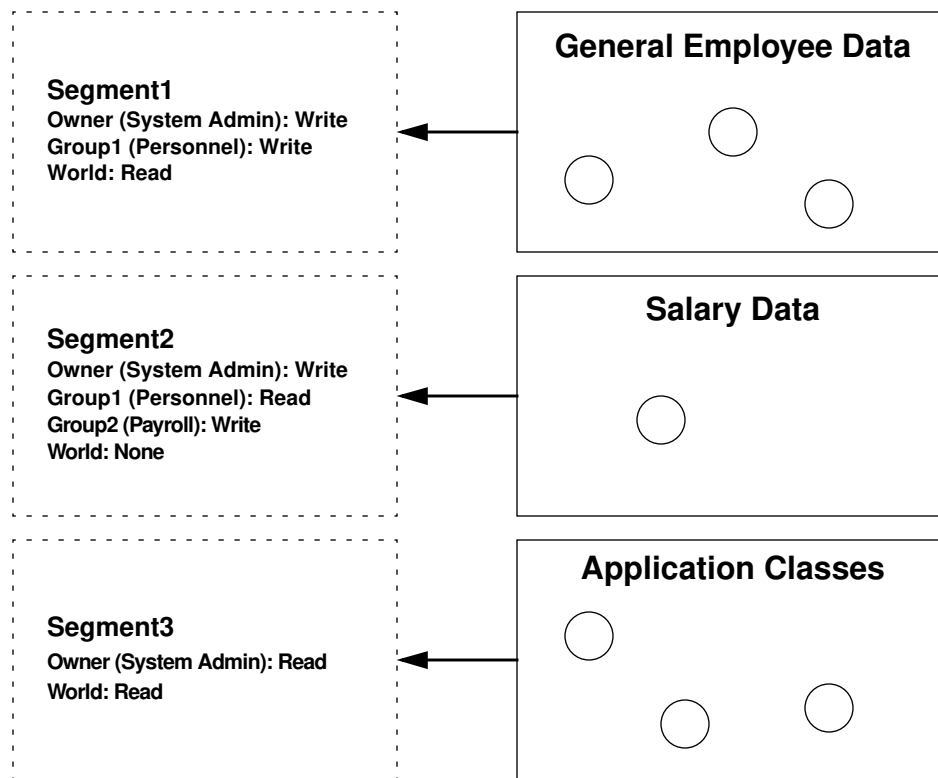 General Employee Data
Segment1
Owner (System Admin): Write
Group1 (Personnel): Write
World: Read
Salary Data
Segment2
Owner (System Admin): Write
Group1 (Personnel): Read
Group2 (Payroll): Write
World: None
Application Classes
Segment3
Owner (System Admin): Read
World: Read